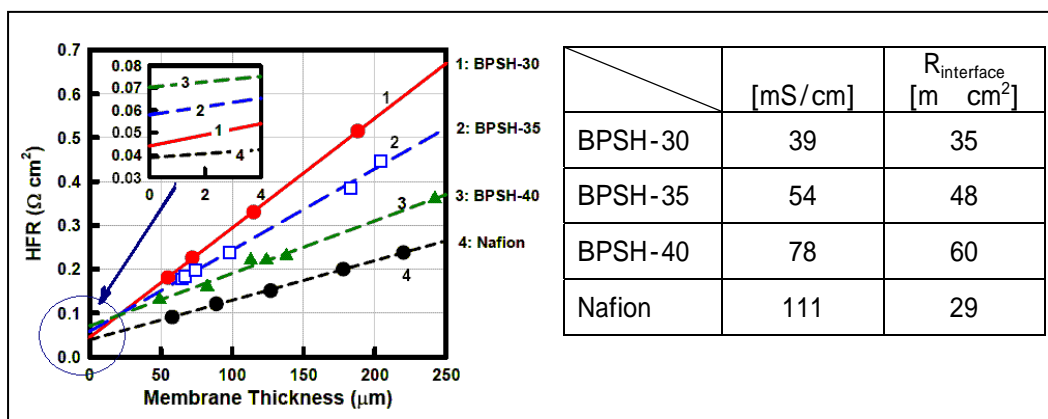 0.7
0.6
0.5
0.4
0.3
0.2
0.1
0.0
0 50 100 150 200 250
HFR (Ω cm²)
Membrane Thickness (μm)
0.08
0.07
0.06
0.05
0.04
0.03
0 2 4
3
2
1
4
1
2
3
4
1: BPSH-30
2: BPSH-35
3: BPSH-40
4: Nafion
[mS/cm] R interface [m cm²]
BPSH-30 39 35
BPSH-35 54 48
BPSH-40 78 60
Nafion 111 29